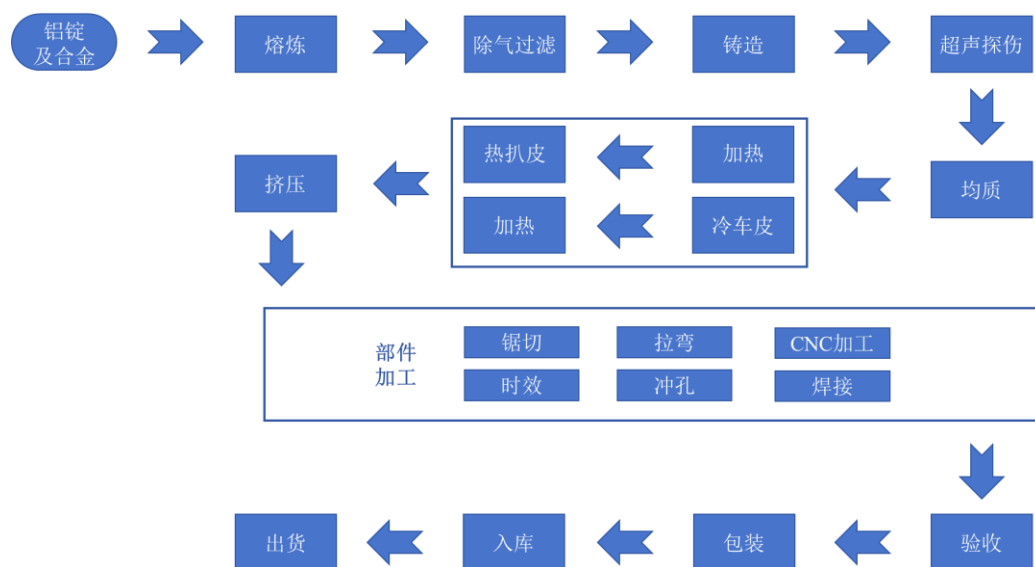 铝锭
及合金
熔炼
除气过滤
铸造
超声探伤
热扒皮
加热
挤压
均质
加热
冷车皮
部件
加工
锯切
拉弯
CNC加工
时效
冲孔
焊接
出货
入库
包装
验收